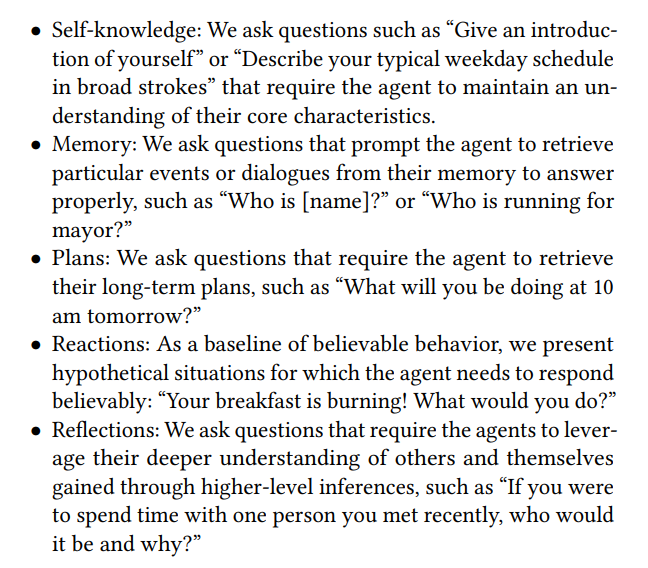 • Self-knowledge: We ask questions such as “Give an introduc-
tion of yourself” or “Describe your typical weekday schedule
in broad strokes” that require the agent to maintain an un-
derstanding of their core characteristics.
• Memory: We ask questions that prompt the agent to retrieve
particular events or dialogues from their memory to answer
properly, such as “Who is [name]?” or “Who is running for
mayor?”
• Plans: We ask questions that require the agent to retrieve
their long-term plans, such as “What will you be doing at 10
am tomorrow?”
• Reactions: As a baseline of believable behavior, we present
hypothetical situations for which the agent needs to respond
believably: “Your breakfast is burning! What would you do?”
• Reflections: We ask questions that require the agents to lever-
age their deeper understanding of others and themselves
gained through higher-level inferences, such as “If you were
to spend time with one person you met recently, who would
it be and why?”